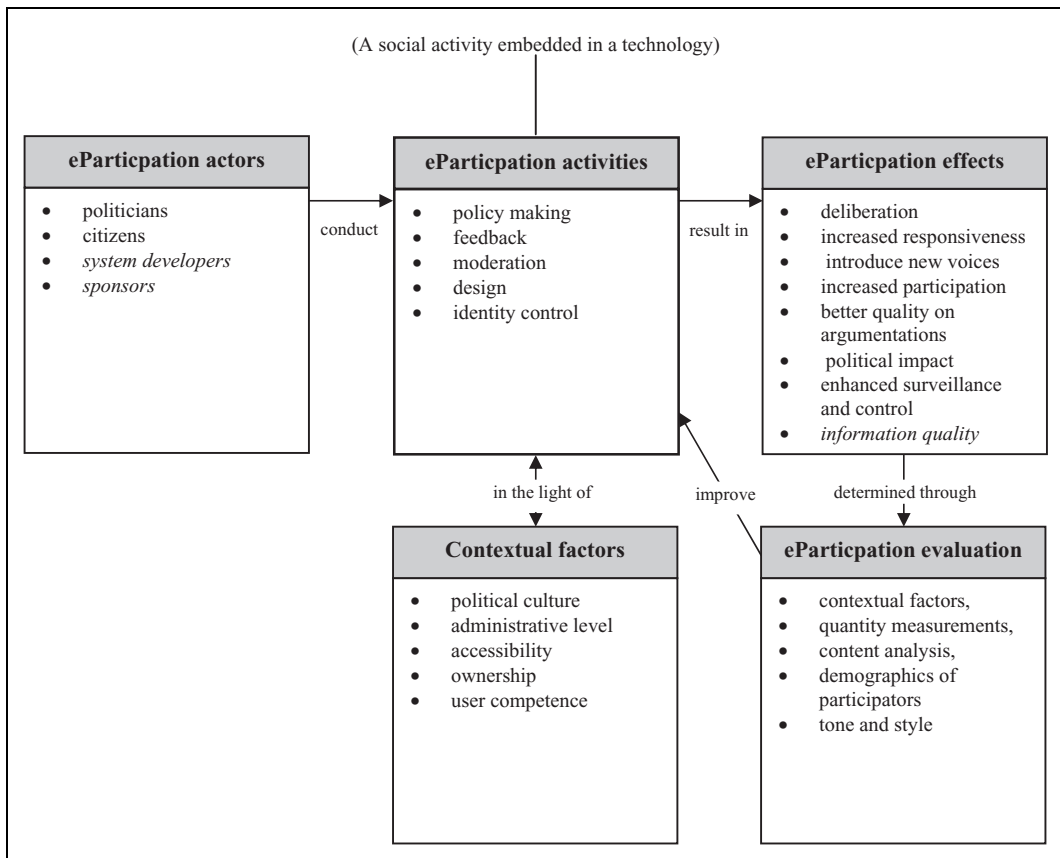 (A social activity embedded in a technology)
eParticpation actors
• politicians
• citizens
• system developers
• sponsors
conduct
eParticpation activities
• policy making
• feedback
• moderation
• design
• identity control
result in
eParticpation effects
• deliberation
• increased responsiveness
• introduce new voices
• increased participation
• better quality on
argumentations
• political impact
• enhanced surveillance
and control
• information quality
in the light of
improve
determined through
Contextual factors
• political culture
• administrative level
• accessibility
• ownership
• user competence
eParticpation evaluation
• contextual factors,
• quantity measurements,
• content analysis,
• demographics of
participators
• tone and style